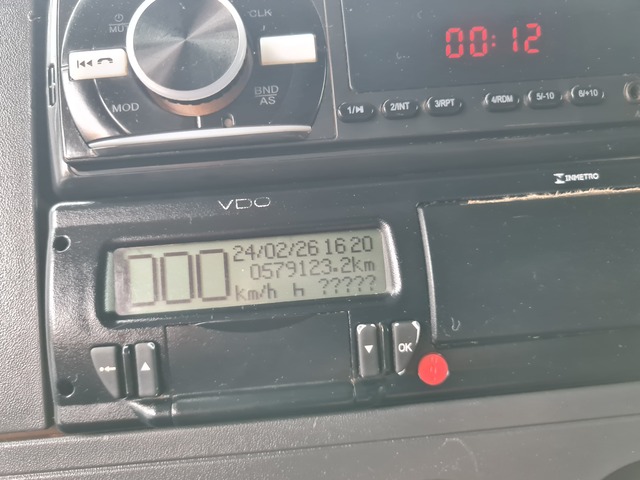 MUT
CLK
00:12
MOD
BND
AS
1/
2/INT
3/RPT
4/RDM
5/-10
6/+10
INMETRO
VDO
24/02/26 16 20
0579123.2km
000 km/h ?????
OK